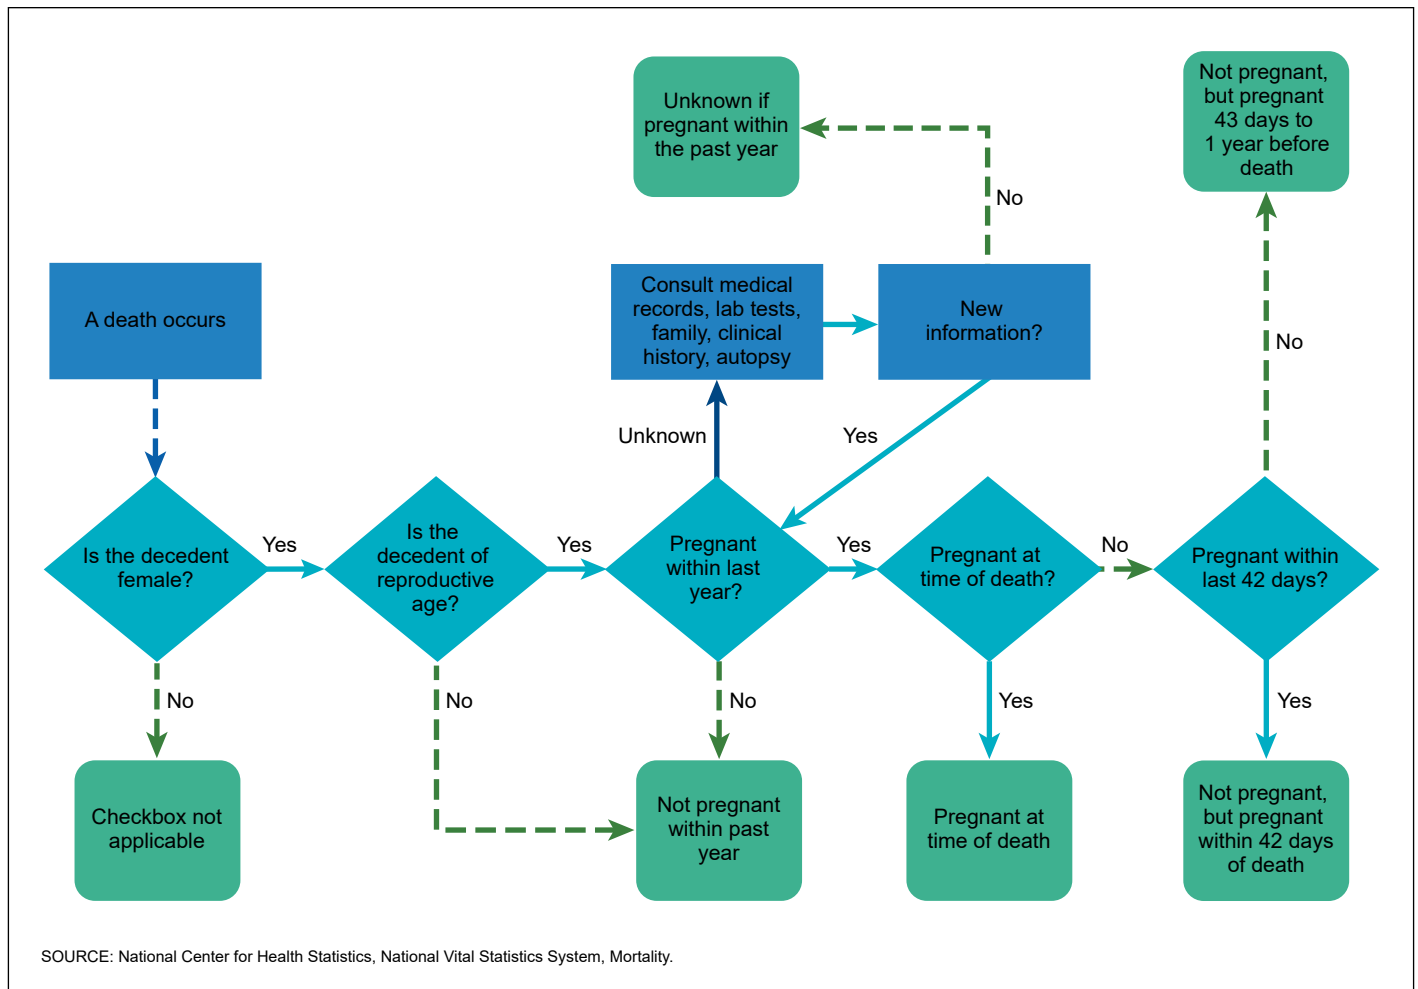 Unknown if
pregnant within
the past year
Not pregnant,
but pregnant
43 days to
1 year before
death
No
A death occurs
Consult medical
records, lab tests,
family, clinical
history, autopsy
New
information?
No
Unknown
Yes
Is the decedent
female?
Yes
Is the
decedent of
reproductive
age?
Yes
Pregnant
within last
year?
Yes
Pregnant at
time of death?
No
Pregnant within
last 42 days?
No
No
No
Yes
Yes
Checkbox not
applicable
Not pregnant
within past
year
Pregnant at
time of death
Not pregnant,
but pregnant
within 42 days
of death
SOURCE: National Center for Health Statistics, National Vital Statistics System, Mortality.